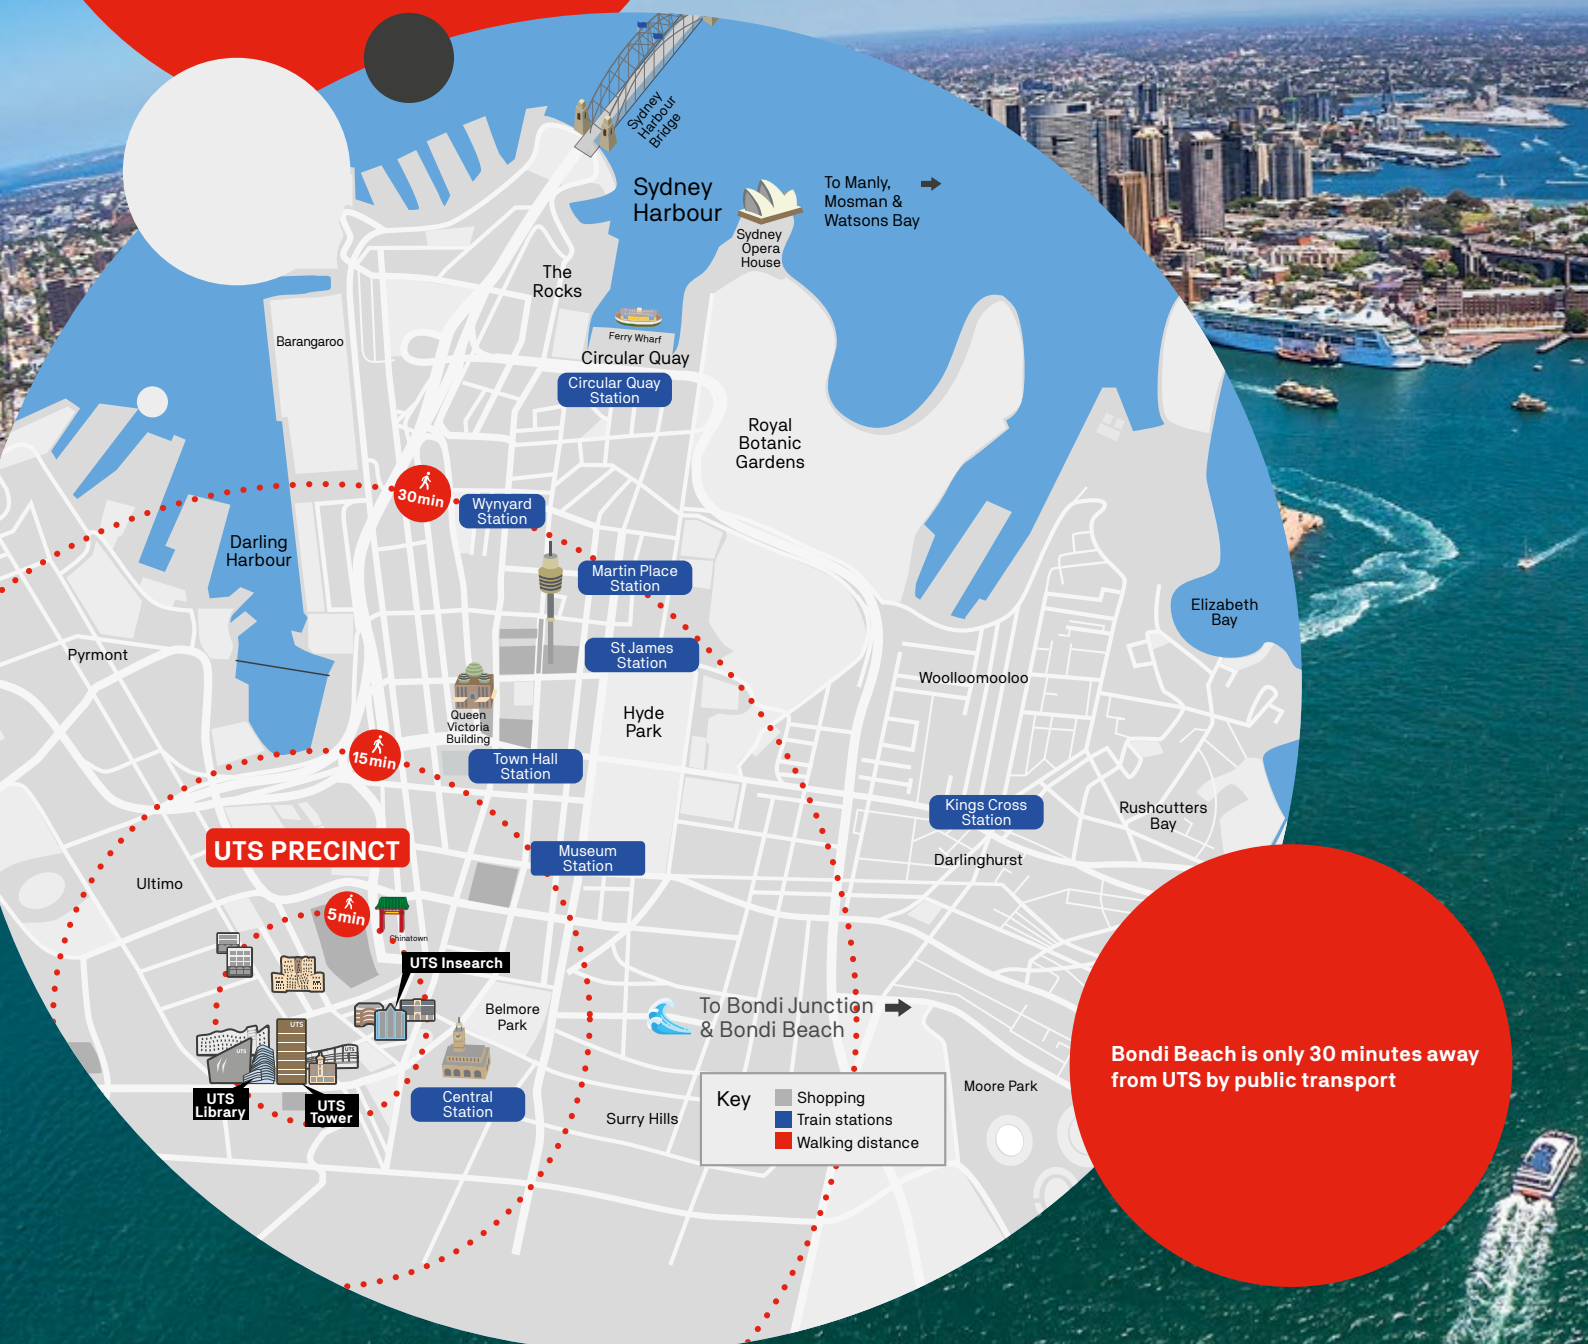 Sydney
Harbour
Bridge
Sydney
Harbour
To Manly,
Mosman &
Watsons Bay
Sydney
Opera
House
The
Rocks
Ferry Wharf
Circular Quay
Circular Quay
Station
Barangaroo
Royal
Botanic
Gardens
30min
Wynyard
Station
Darling
Harbour
Martin Place
Station
Elizabeth
Bay
Pyrmont
St James
Station
Woolloomooloo
Queen
Victoria
Building
Hyde
Park
15min
Town Hall
Station
Kings Cross
Station
Rushcutters
Bay
UTS PRECINCT
Museum
Station
Darlinghurst
Ultimo
5min
Chinatown
UTS Insearch
Belmore
Park
To Bondi Junction
& Bondi Beach
UTS
UTS
UTS
Bondi Beach is only 30 minutes away
from UTS by public transport
UTS
Library
UTS
Tower
Central
Station
Surry Hills
Moore Park
Key
Shopping
Train stations
Walking distance